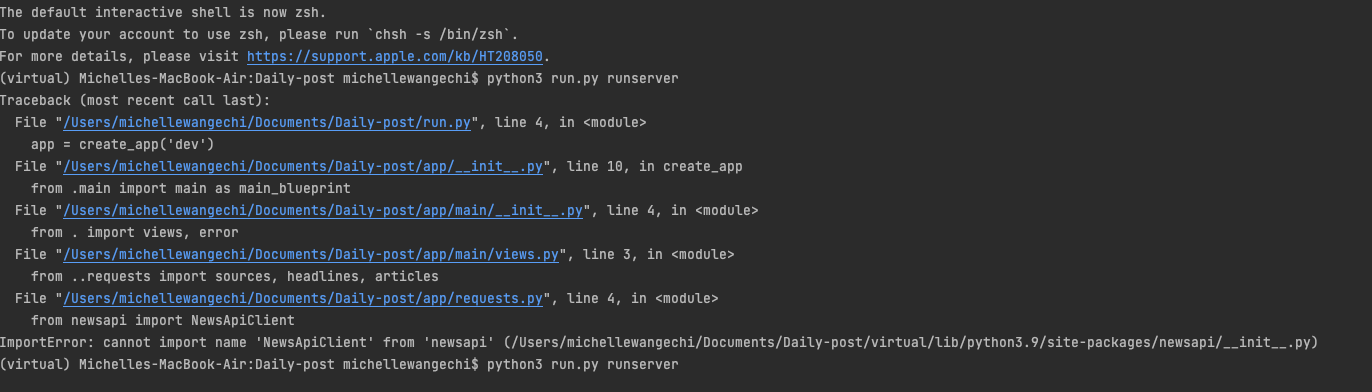 The default interactive shell is now zsh.
To update your account to use zsh, please run `chsh -s /bin/zsh`.
For more details, please visit https://support.apple.com/kb/HT208050.
(virtual) Michelles-MacBook-Air:Daily-post michellewangechi$ python3 run.py runserver
Traceback (most recent call last):
  File "/Users/michellewangechi/Documents/Daily-post/run.py", line 4, in <module>
    app = create_app('dev')
  File "/Users/michellewangechi/Documents/Daily-post/app/__init__.py", line 10, in create_app
    from .main import main as main_blueprint
  File "/Users/michellewangechi/Documents/Daily-post/app/main/__init__.py", line 4, in <module>
    from . import views, error
  File "/Users/michellewangechi/Documents/Daily-post/app/main/views.py", line 3, in <module>
    from ..requests import sources, headlines, articles
  File "/Users/michellewangechi/Documents/Daily-post/app/requests.py", line 4, in <module>
    from newsapi import NewsApiClient
ImportError: cannot import name 'NewsApiClient' from 'newsapi' (/Users/michellewangechi/Documents/Daily-post/virtual/lib/python3.9/site-packages/newsapi/__init__.py)
(virtual) Michelles-MacBook-Air:Daily-post michellewangechi$ python3 run.py runserver